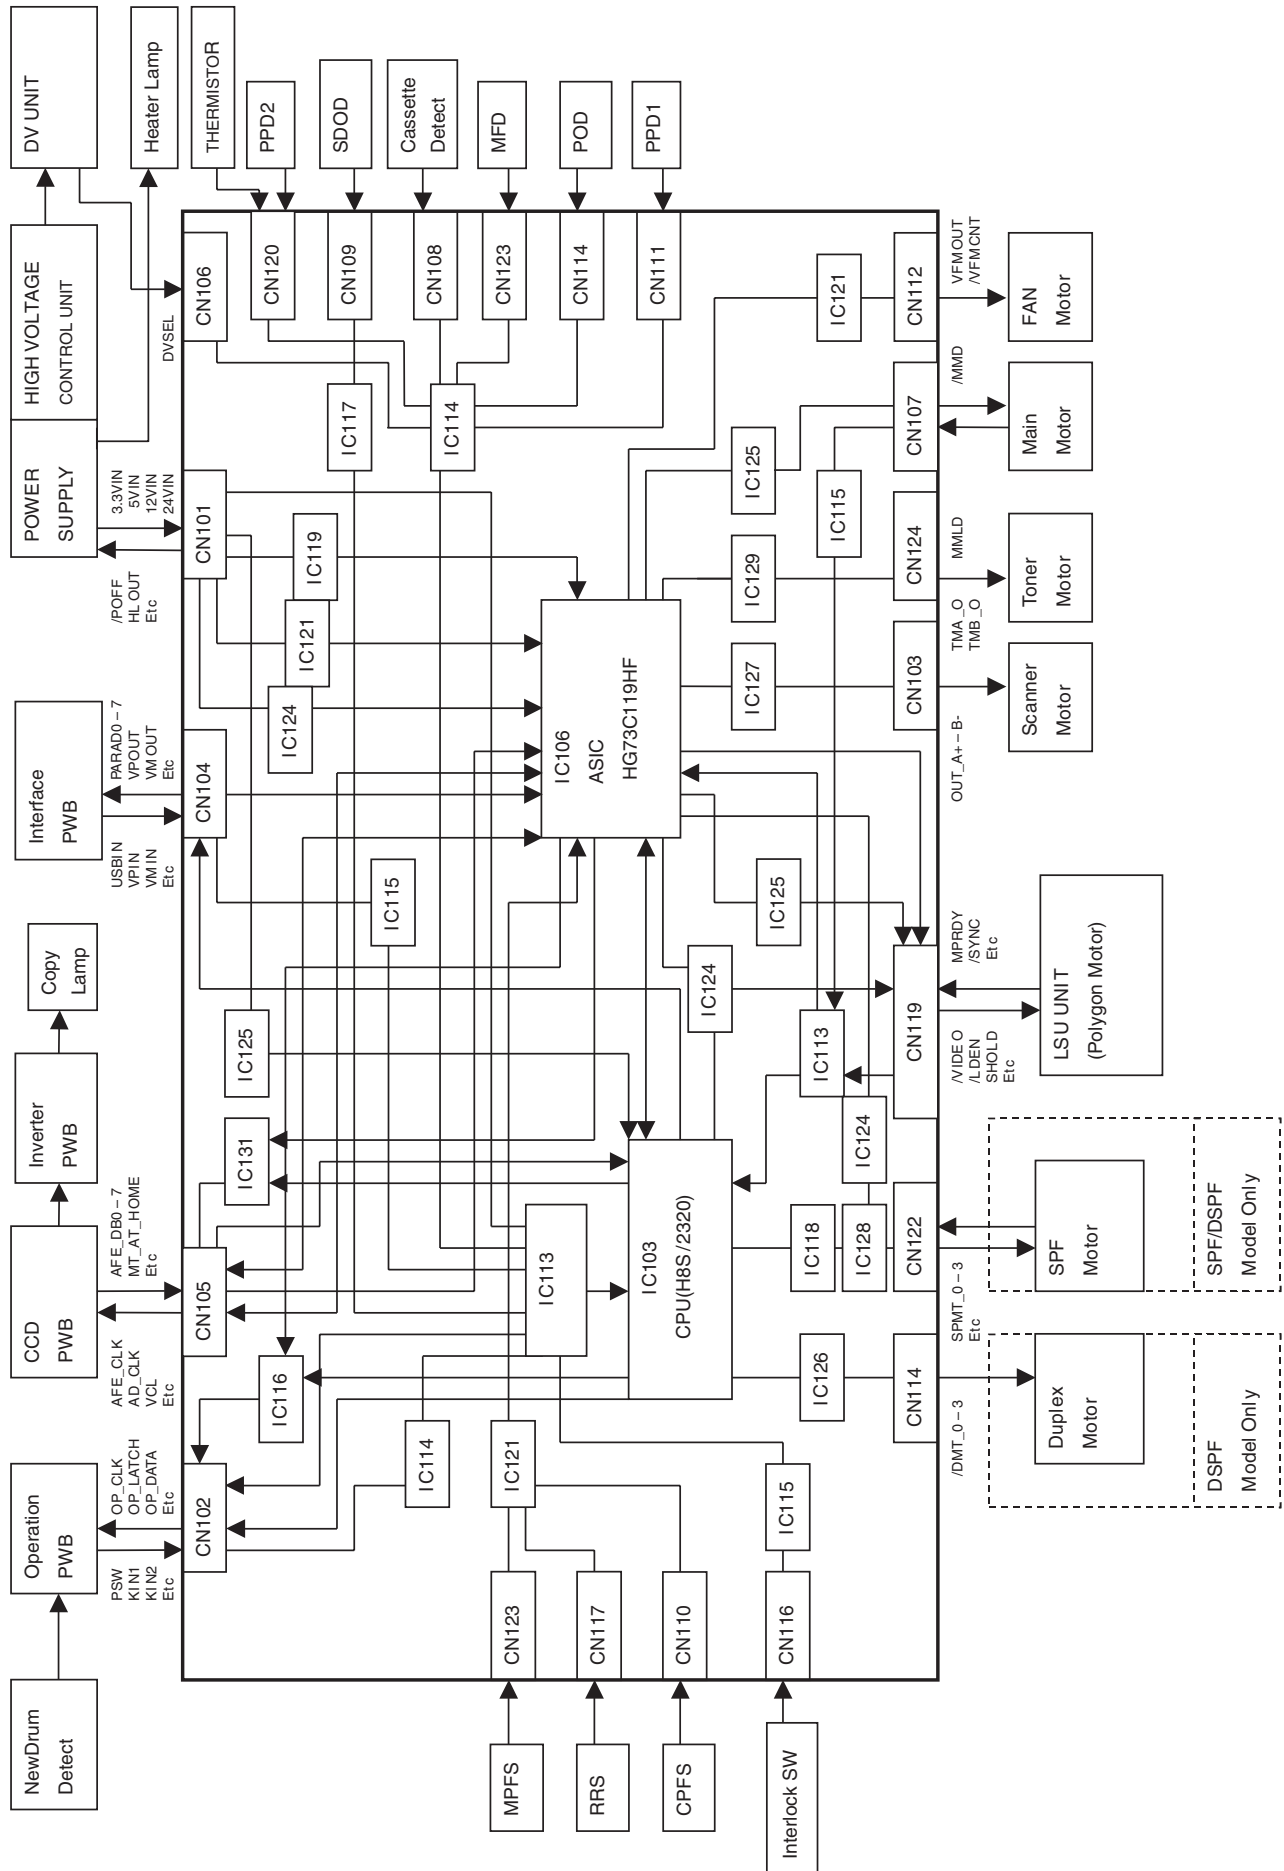 NewDrum
Detect
Operation
PWB
CCD
PWB
Inverter
PWB
Copy
Lamp
Interface
PWB
POWER
SUPPLY
HIGH VOLTAGE
CONTROL UNIT
DV UNIT
Heater Lamp
THERMISTOR
PPD2
SDOD
Cassette
Detect
MFD
POD
PPD1
PSW
KIN1
KIN2
Etc
OP_CLK
OP_LATCH
OP_DATA
Etc
AFE_CLK
AD_CLK
VCL
Etc
AFE_DB0–7
MT_AT_HOME
Etc
USBIN
VPIN
VMIN
Etc
PARAD0–7
VPOUT
VMOUT
Etc
/POFF
HL OUT
Etc
3.3VIN
5VIN
12VIN
24VIN
DVSEL
CN102
CN105
CN104
CN101
CN106
CN120
CN109
CN108
CN123
CN114
CN111
IC116
IC131
IC125
IC115
IC124
IC121
IC119
IC117
IC114
IC114
IC121
IC113
IC103
CPU(H8S/2320)
IC106
ASIC
HG73C119HF
IC124
IC125
IC127
IC129
IC125
IC115
IC121
IC113
IC124
IC118
IC128
IC126
IC115
CN123
CN117
CN110
CN116
MPFS
RRS
CPFS
Interlock SW
CN114
CN122
CN119
CN103
CN124
CN107
CN112
/DMT_0–3
SPMT_0–3
Etc
/VIDEO
/LDEN
SHOLD
Etc
MPRDY
/SYNC
Etc
OUT_A+–B-
TMA_O
TMB_O
MMLD
/MMD
VFMOUT
/VFMCNT
Duplex
Motor
DSPF
Model Only
SPF
Motor
SPF/DSPF
Model Only
LSU UNIT
(Polygon Motor)
Scanner
Motor
Toner
Motor
Main
Motor
FAN
Motor